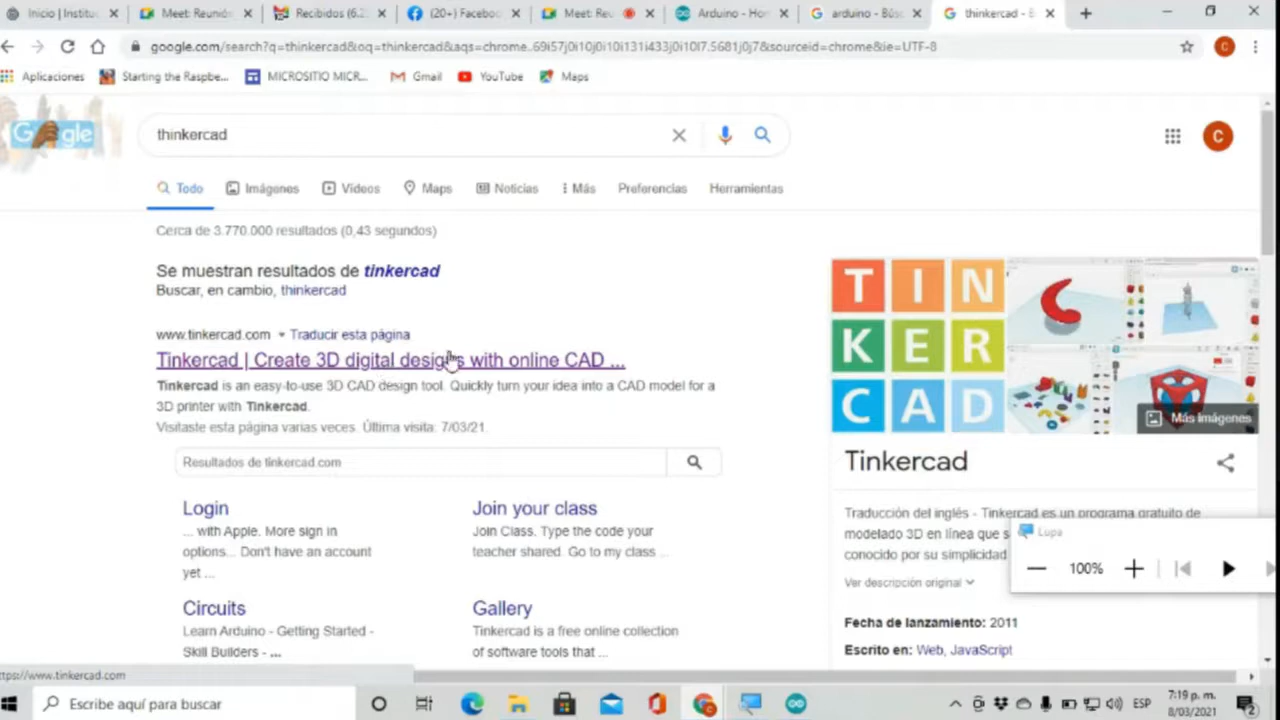 Inicio | Institu
Meet: Reunión
Recibidos (6.2
(20+) Faceboo
Meet: Reu
Arduino - Hom
arduino - Búsc
thinkercad - B
google.com/search?q=thinkercad&oq=thinkercad&aqs=chrome..69i57j0i10j0i10i131i433j0i10l7.5681j0j7&sourceid=chrome&ie=UTF-8
C
Aplicaciones
Starting the Raspbe...
MICROSITIO MICR...
Gmail
YouTube
Maps
Google
thinkercad
C
Todo
Imágenes
Vídeos
Maps
Noticias
Más
Preferencias
Herramientas
Cerca de 3.770.000 resultados (0,43 segundos)
Se muestran resultados de tinkercad
Buscar, en cambio, thinkercad
www.tinkercad.com
Traducir esta página
Tinkercad | Create 3D digital designs with online CAD ...
Tinkercad is an easy-to-use 3D CAD design tool. Quickly turn your idea into a CAD model for a
3D printer with Tinkercad.
Visitaste esta página varias veces. Última visita: 7/03/21.
Resultados de tinkercad.com
Login
... with Apple. More sign in
options... Don't have an account
yet ...
Join your class
Join Class. Type the code your
teacher shared. Go to my class ...
Circuits
Learn Arduino - Getting Started -
Skill Builders - ...
Gallery
Tinkercad is a free online collection
of software tools that ...
TIN
KER
CAD
Más imágenes
Tinkercad
Traducción del inglés - Tinkercad es un programa gratuito de
modelado 3D en línea que s
conocido por su simplicidad
Ver descripción original
Lupa
100%
Fecha de lanzamiento: 2011
Escrito en: Web, JavaScript
ttps://www.tinkercad.com
Escribe aquí para buscar
ESP
7:19 p. m.
8/03/2021
2